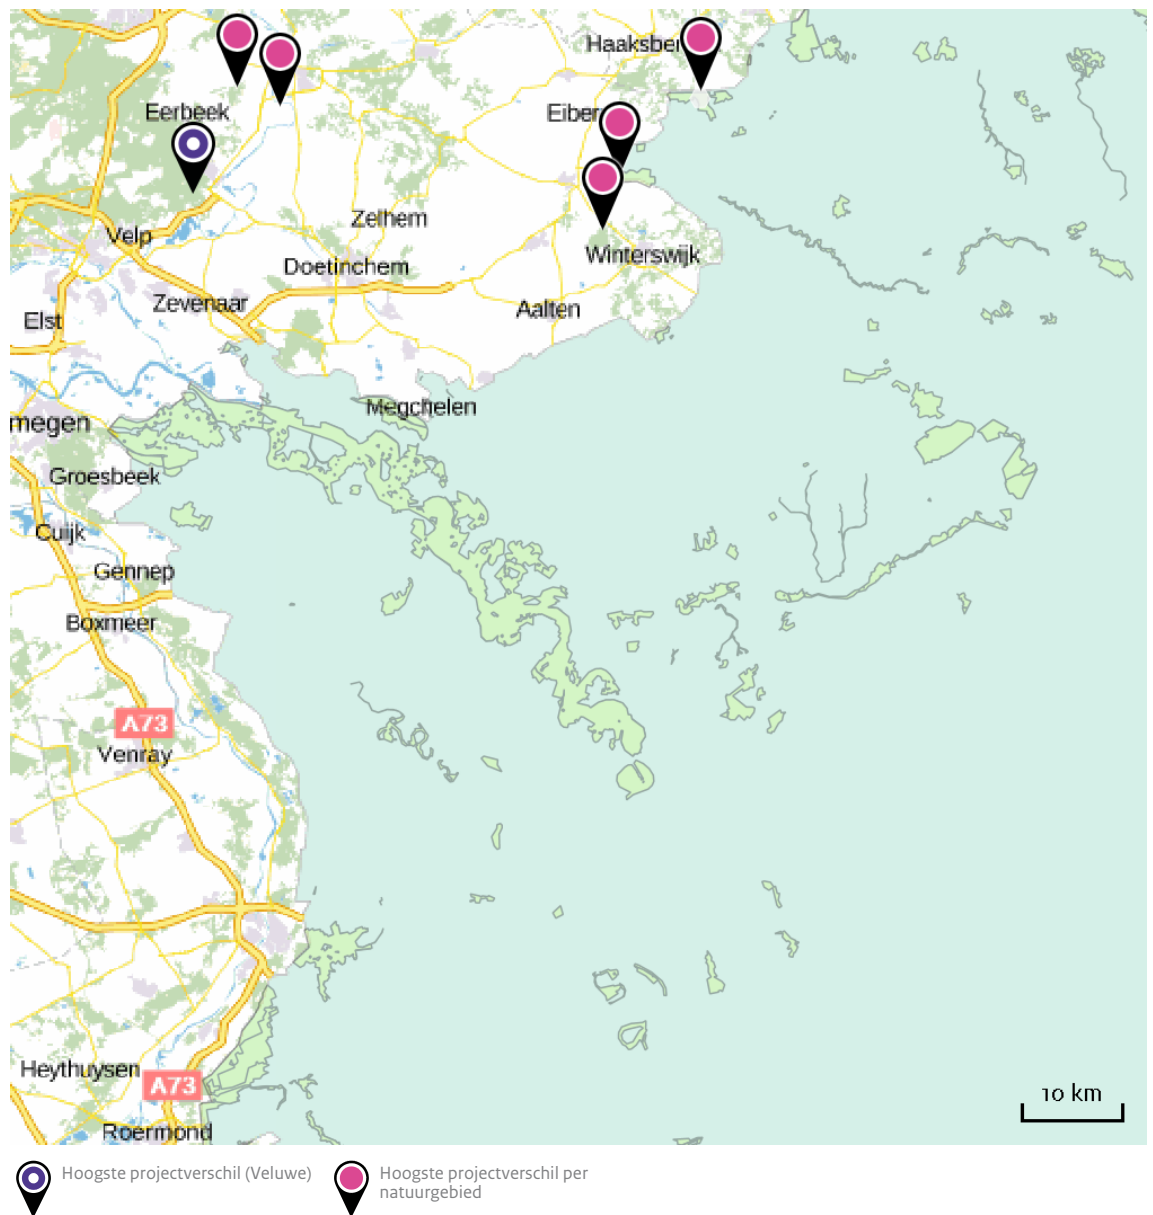 Haaksber
Eerbeek
Eiber
Zelhem
Velp
Winterswijk
Doetinchem
Zevenaar
Aalten
Elst
Megchelen
megen
Groesbeek
Cuijk
Gennep
Boxmeer
A73
Venray
Heythuysen
A73
Roermond
10 km
Hoogste projectverschil (Veluwe)
Hoogste projectverschil per
natuurgebied